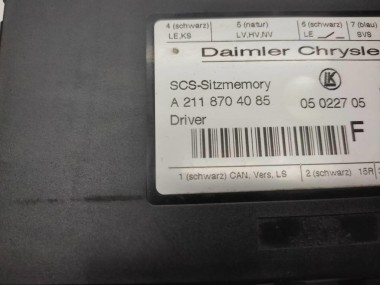 4 (schwarz) 5 (natur) 6 (schwarz) 7 (blau)
LE,KS LV,HV,NV LE SVS
Daimler Chrysle
SCS-Sitzmemory
A 211 870 40 85 05 0227 05
Driver
F
1 (schwarz) CAN, Vers, LS 2 (schwarz) 15R